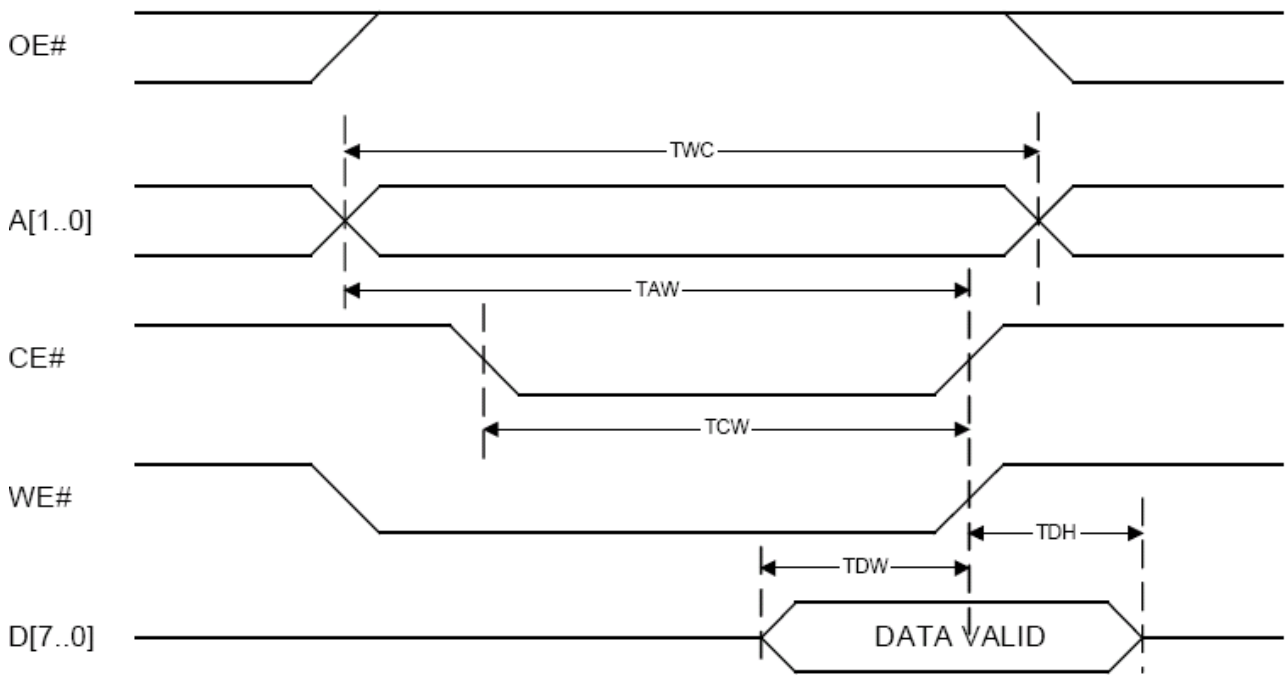 OE#
TWC
A[1..0]
TAW
CE#
TCW
WE#
TDH
TDW
D[7..0]
DATA VALID